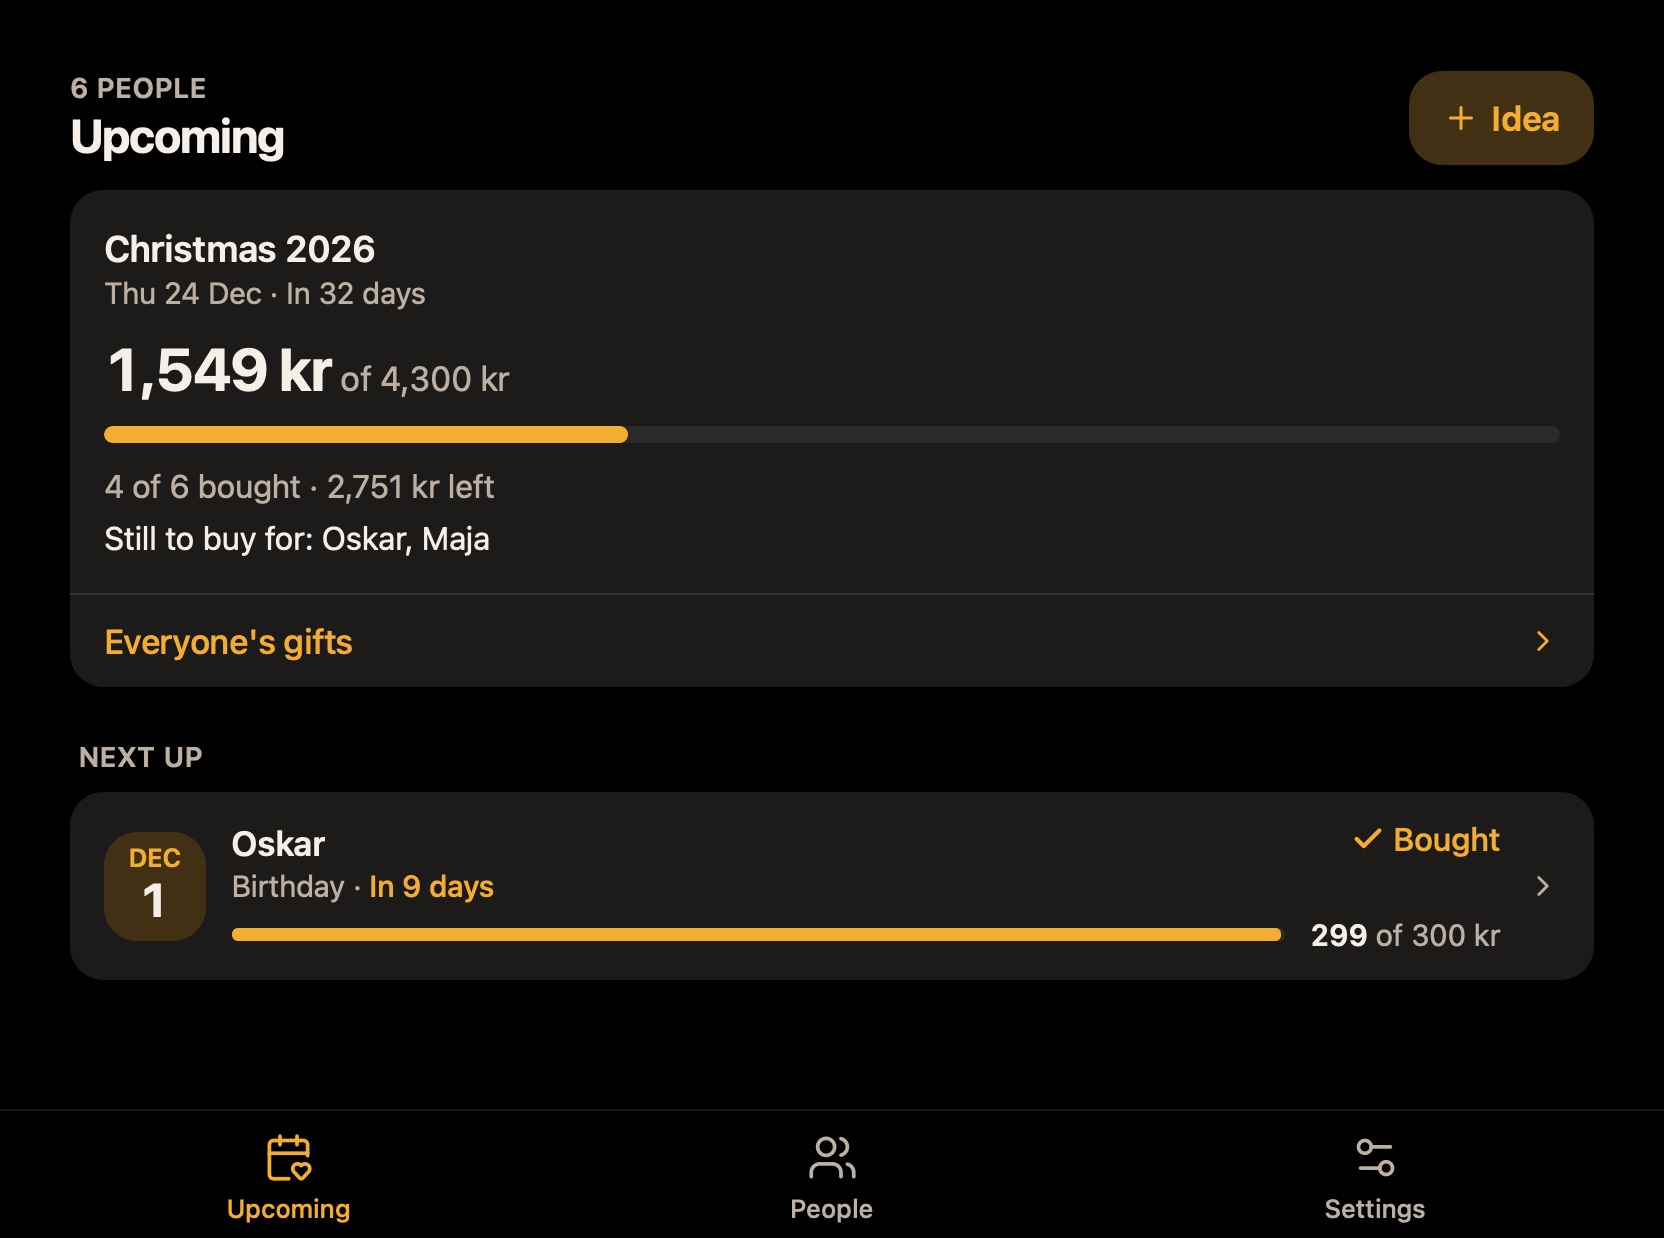 6 PEOPLE
Upcoming
+ Idea
Christmas 2026
Thu 24 Dec · In 32 days
1,549 kr of 4,300 kr
4 of 6 bought · 2,751 kr left
Still to buy for: Oskar, Maja
Everyone's gifts
NEXT UP
DEC
1
Oskar
Birthday · In 9 days
Bought
299 of 300 kr
Upcoming
People
Settings